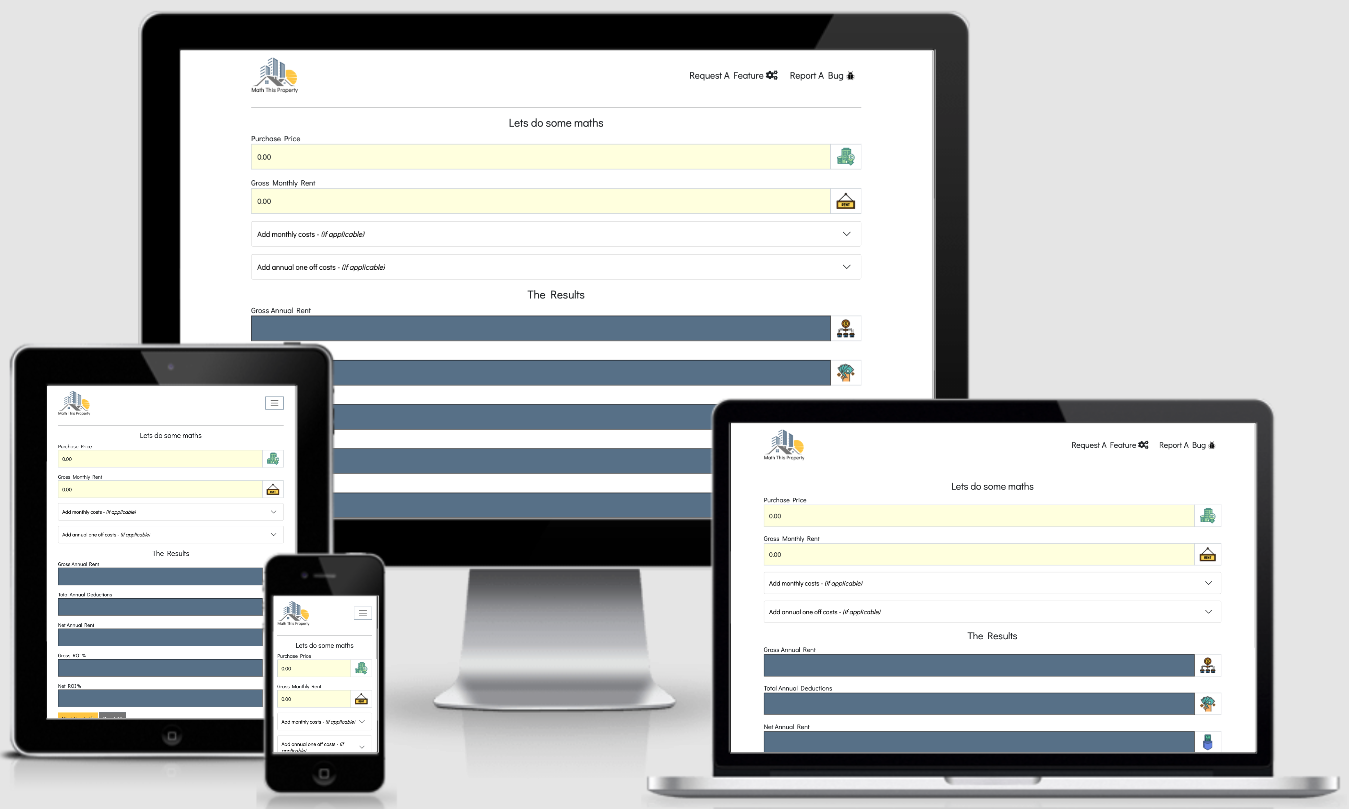 Math This Property
Request A Feature
Report A Bug
Lets do some maths
Purchase Price
0.00
Gross Monthly Rent
0.00
RENT
Add monthly costs - (if applicable)
Add annual one off costs - (if applicable)
The Results
Gross Annual Rent
Math This Property
Lets do some maths
Purchase Price
0.00
Gross Monthly Rent
0.00
Add monthly costs - (if applicable)
Add annual one off costs - (if applicable)
The Results
Gross Annual Rent
Total Annual Deductions
Net Annual Rent
Gross ROI %
Net ROI%
Math This Property
Lets do some maths
Purchase Price
0.00
Gross Monthly Rent
0.00
Add monthly costs - (if applicable)
Add annual one off costs - (if
applicable)
Math This Property
Request A Feature
Report A Bug
Lets do some maths
Purchase Price
0.00
Gross Monthly Rent
0.00
RENT
Add monthly costs - (if applicable)
Add annual one off costs - (if applicable)
The Results
Gross Annual Rent
Total Annual Deductions
Net Annual Rent